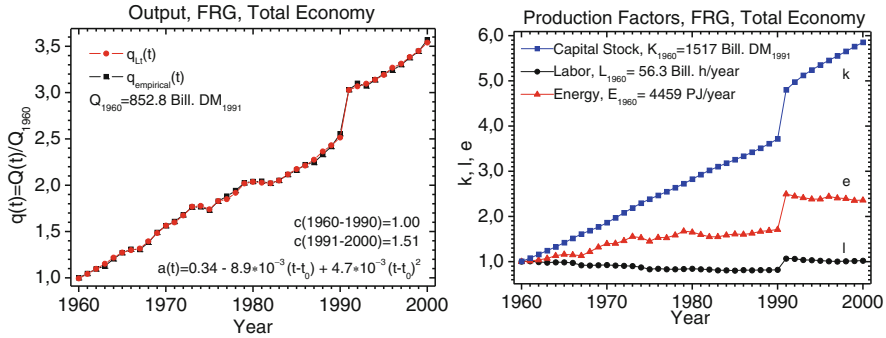 Output, FRG, Total Economy
3,5
3,0
2,5
2,0
1,5
1,0
q(t)=Q(t)/Q1960
qLt(t)
qempirical(t)
Q1960=852.8 Bill. DM1991
c(1960-1990)=1.00
c(1991-2000)=1.51
a(t)=0.34 - 8.9*10^-3 (t-t0) + 4.7*10^-3 (t-t0)^2
1960 1970 1980 1990 2000
Year
Production Factors, FRG, Total Economy
6,0
5,0
4,0
3,0
2,0
1,0
0,0
k, l, e
Capital Stock, K1960=1517 Bill. DM1991
Labor, L1960= 56.3 Bill. h/year
Energy, E1960= 4459 PJ/year
k
e
l
1960 1970 1980 1990 2000
Year